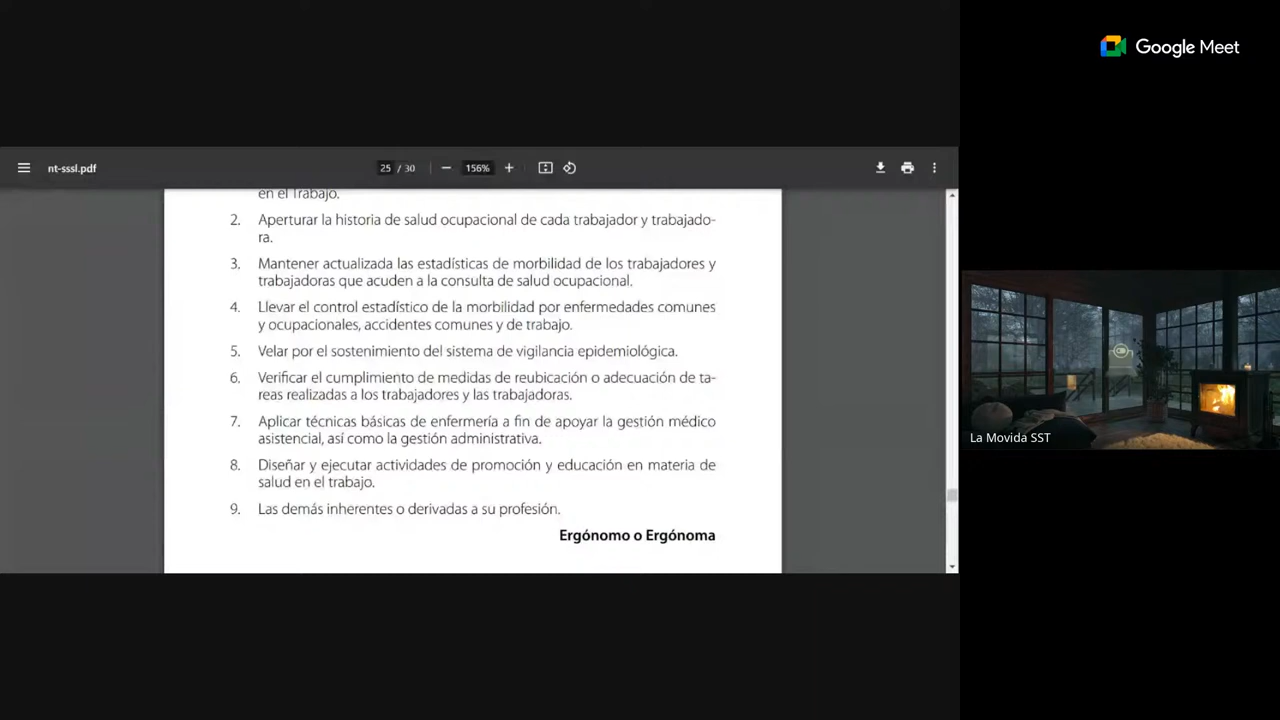 Google Meet
nt-sssl.pdf
25 / 30
156%
en el Trabajo.
2. Aperturar la historia de salud ocupacional de cada trabajador y trabajado-
ra.
3. Mantener actualizada las estadísticas de morbilidad de los trabajadores y
trabajadoras que acuden a la consulta de salud ocupacional.
4. Llevar el control estadístico de la morbilidad por enfermedades comunes
y ocupacionales, accidentes comunes y de trabajo.
5. Velar por el sostenimiento del sistema de vigilancia epidemiológica.
6. Verificar el cumplimiento de medidas de reubicación o adecuación de ta-
reas realizadas a los trabajadores y las trabajadoras.
7. Aplicar técnicas básicas de enfermería a fin de apoyar la gestión médico
asistencial, así como la gestión administrativa.
8. Diseñar y ejecutar actividades de promoción y educación en materia de
salud en el trabajo.
9. Las demás inherentes o derivadas a su profesión.
Ergónomo o Ergónoma
La Movida SST